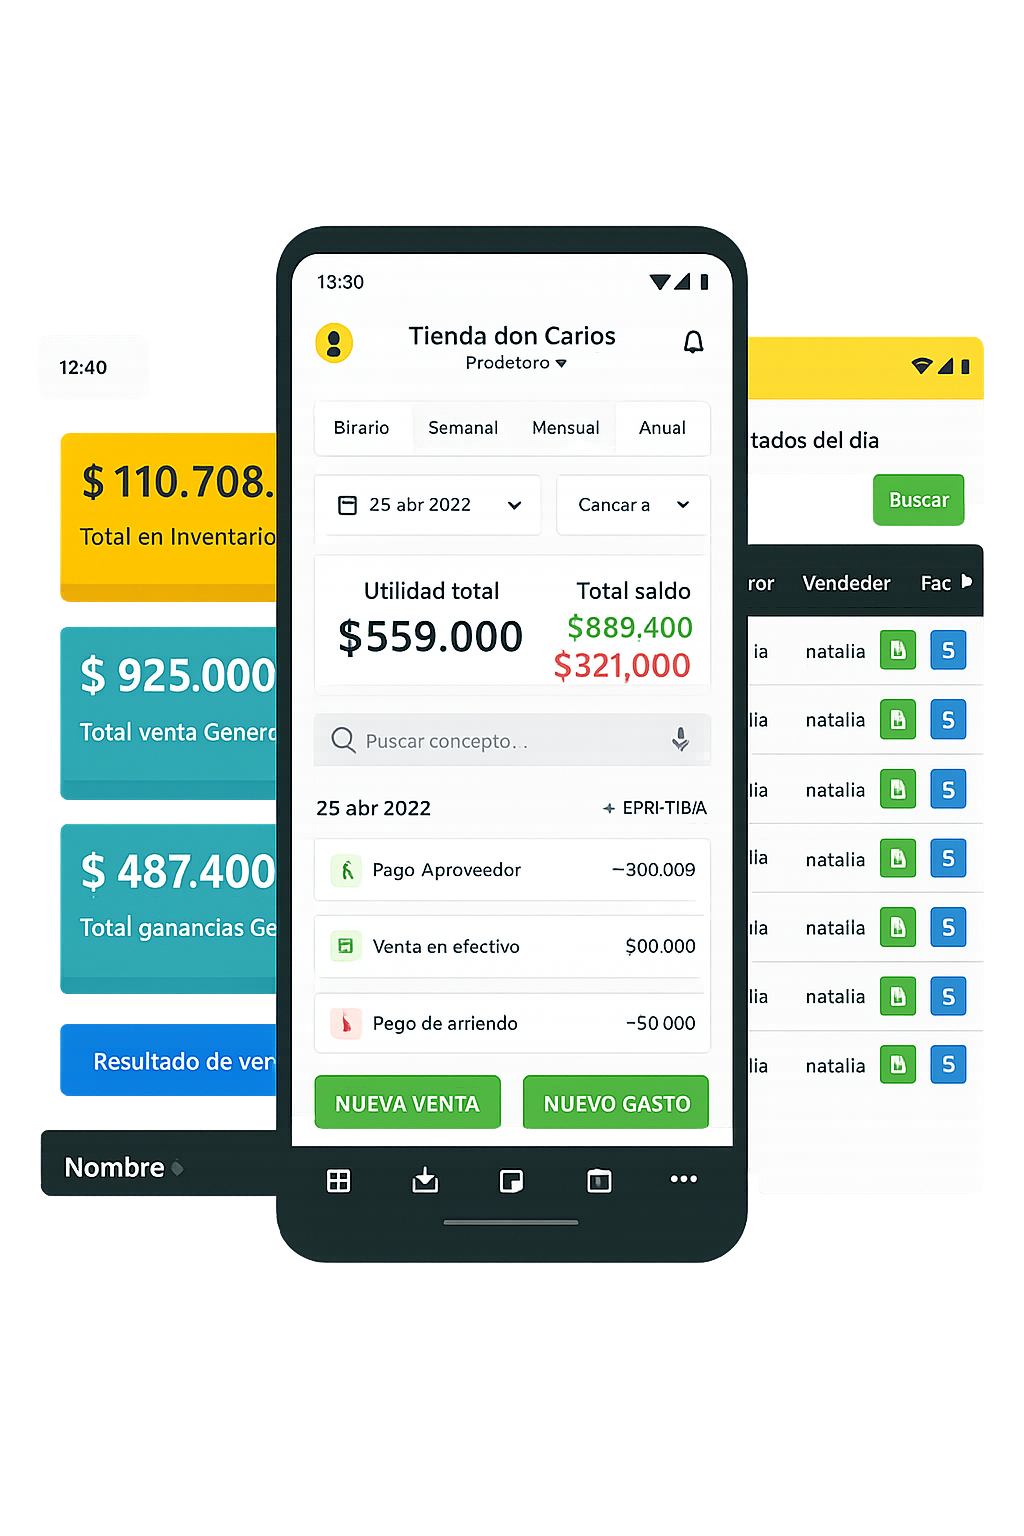 12:40
$ 110.708.
Total en Inventario
$ 925.000
Total venta Genera
$ 487.400
Total ganancias Ge
Resultado de ver
Nombre
13:30
Tienda don Carios
Prodetoro
Birario Semanal Mensual Anual
25 abr 2022 Cancar a
Utilidad total Total saldo
$559.000 $889.400
$321,000
Puscar concepto...
25 abr 2022 + EPRI-TIB/A
Pago Aproveedor −300.009
Venta en efectivo $00.000
Pego de arriendo −50 000
NUEVA VENTA NUEVO GASTO
tados del dia
Buscar
ror Vendeder Fac
ia natalia S
lia natalia S
lia natalia S
lia natalia S
ula natalla S
lia natalia S
lia natalia S